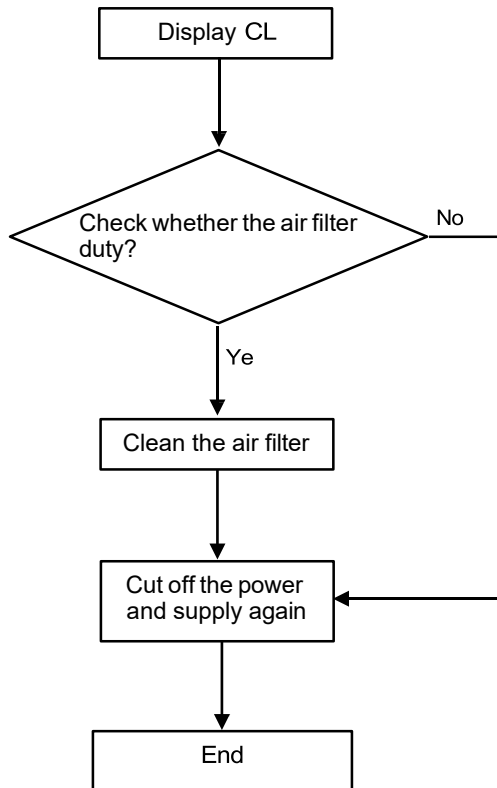 Display CL
Check whether the air filter
duty?
No
Ye
Clean the air filter
Cut off the power
and supply again
End